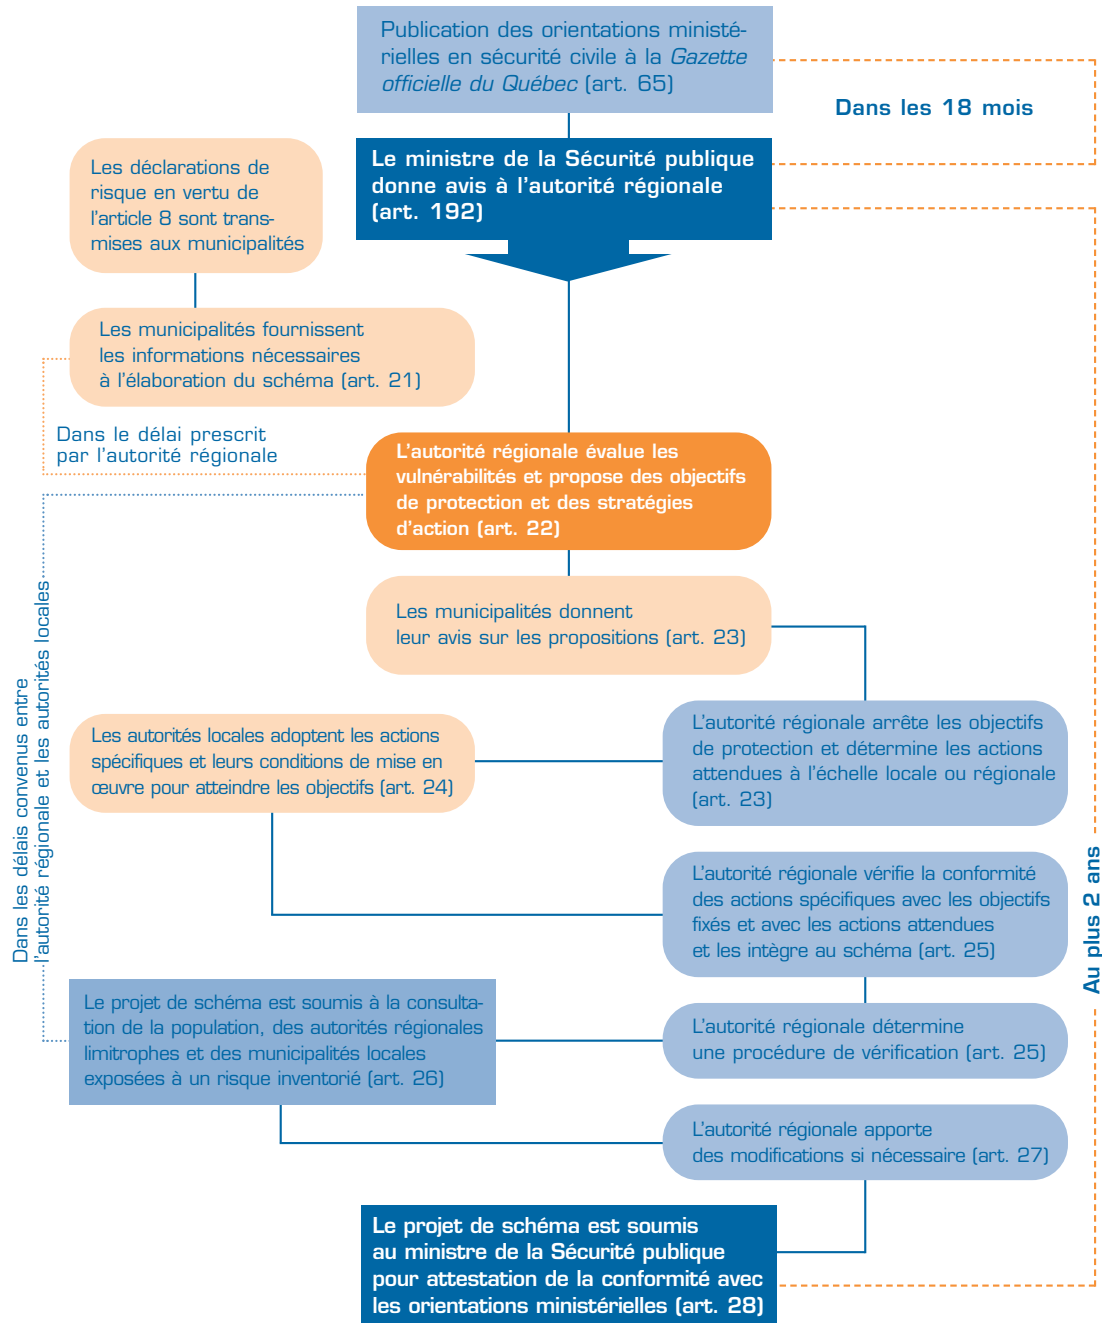 Publication des orientations ministé-
rielles en sécurité civile à la Gazette
officielle du Québec (art. 65)
Dans les 18 mois
Le ministre de la Sécurité publique
donne avis à l'autorité régionale
(art. 192)
Les déclarations de
risque en vertu de
l'article 8 sont trans-
mises aux municipalités
Les municipalités fournissent
les informations nécessaires
à l'élaboration du schéma (art. 21)
Dans le délai prescrit
par l'autorité régionale
L'autorité régionale évalue les
vulnérabilités et propose des objectifs
de protection et des stratégies
d'action (art. 22)
Les municipalités donnent
leur avis sur les propositions (art. 23)
Dans les délais convenus entre
l'autorité régionale et les autorités locales
L'autorité régionale arrête les objectifs
de protection et détermine les actions
attendues à l'échelle locale ou régionale
(art. 23)
Les autorités locales adoptent les actions
spécifiques et leurs conditions de mise en
œuvre pour atteindre les objectifs (art. 24)
L'autorité régionale vérifie la conformité
des actions spécifiques avec les objectifs
fixés et avec les actions attendues
et les intègre au schéma (art. 25)
Au plus 2 ans
L'autorité régionale détermine
une procédure de vérification (art. 25)
Le projet de schéma est soumis à la consulta-
tion de la population, des autorités régionales
limitrophes et des municipalités locales
exposées à un risque inventorié (art. 26)
L'autorité régionale apporte
des modifications si nécessaire (art. 27)
Le projet de schéma est soumis
au ministre de la Sécurité publique
pour attestation de la conformité avec
les orientations ministérielles (art. 28)